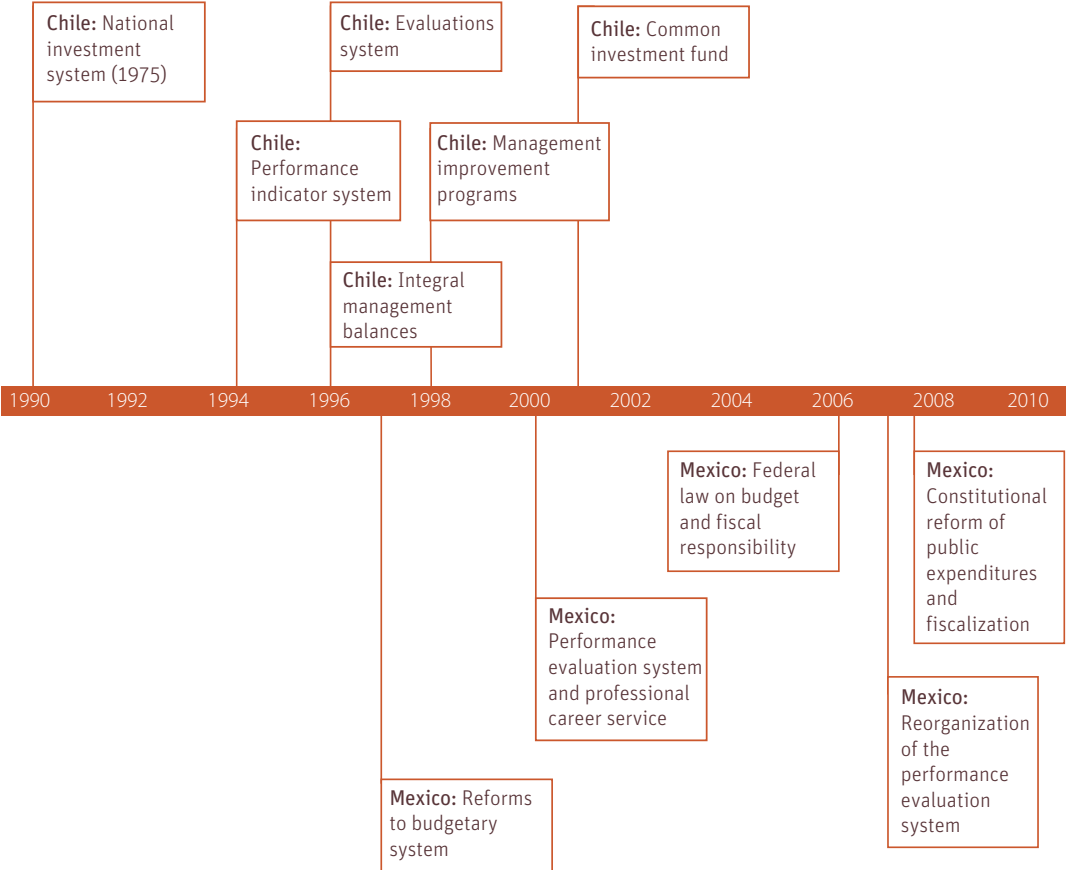 Chile: National
investment
system (1975)
Chile: Evaluations
system
Chile: Common
investment fund
Chile:
Performance
indicator system
Chile: Management
improvement
programs
Chile: Integral
management
balances
1990 1992 1994 1996 1998 2000 2002 2004 2006 2008 2010
Mexico: Federal
law on budget
and fiscal
responsibility
Mexico:
Constitutional
reform of
public
expenditures
and
fiscalization
Mexico:
Performance
evaluation system
and professional
career service
Mexico:
Reorganization
of the
performance
evaluation
system
Mexico: Reforms
to budgetary
system